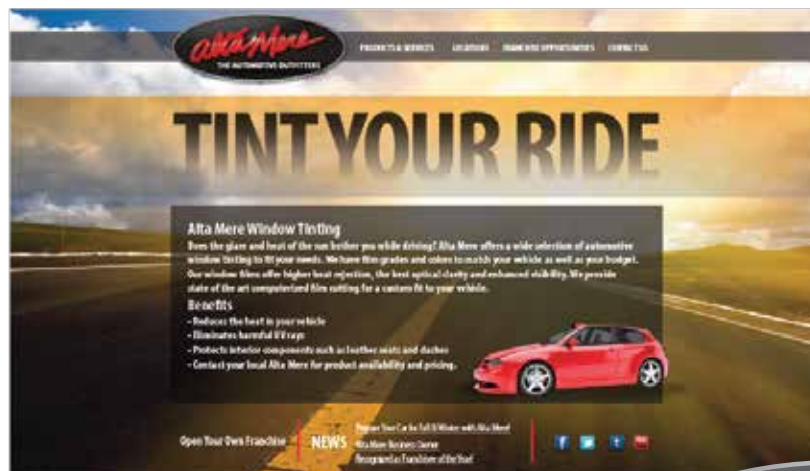 Alta Mere
THE AUTOMOTIVE OUTFITTERS
PRODUCTS & SERVICES LOCATIONS FRANCHISE OPPORTUNITIES CONTACT US
TINT YOUR RIDE
Alta Mere Window Tinting
Does the glare and heat of the sun bother you while driving? Alta Mere offers a wide selection of automotive
window tinting to fit your needs. We have film grades and colors to match your vehicle as well as your budget.
Our window films offer higher heat rejection, the best optical clarity and enhanced visibility. We provide
state of the art computerized film cutting for a custom fit to your vehicle.
Benefits
- Reduces the heat in your vehicle
- Eliminates harmful UV rays
- Protects interior components such as leather seats and dashes
- Contact your local Alta Mere for product availability and pricing.
Open Your Own Franchise
NEWS
Prepare Your Car for Fall & Winter with Alta Mere!
Alta Mere Business Owner
Recognized as Franchisee of the Year!
f t